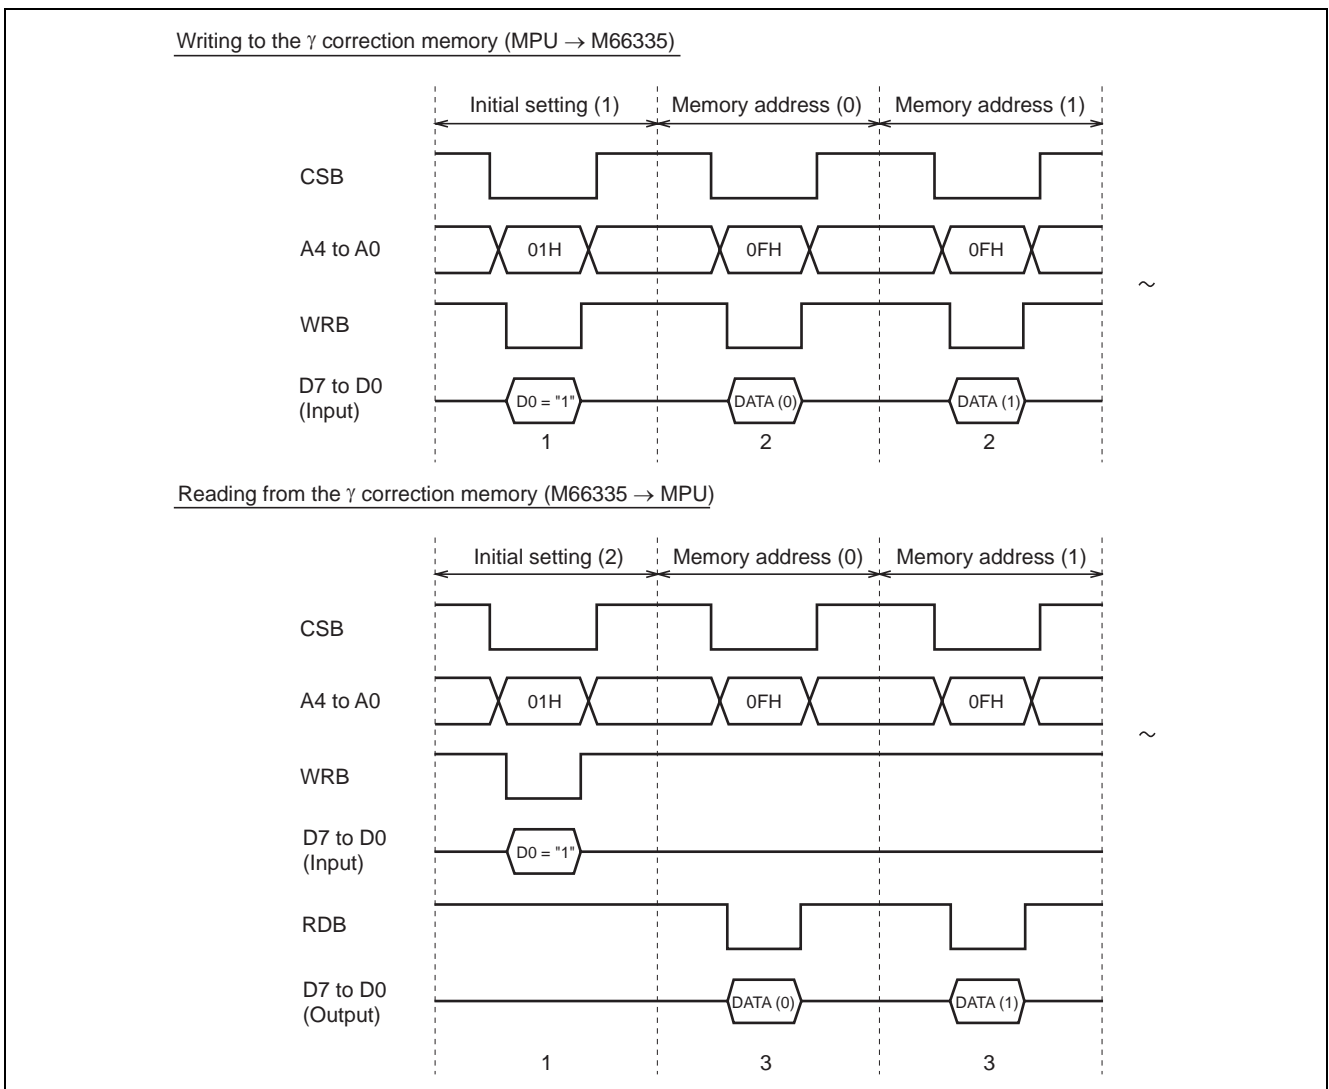 Writing to the γ correction memory (MPU → M66335)
Initial setting (1) Memory address (0) Memory address (1)
CSB
A4 to A0 01H 0FH 0FH
~
WRB
D7 to D0
(Input) D0 = "1" DATA (0) DATA (1)
1 2 2
Reading from the γ correction memory (M66335 → MPU)
Initial setting (2) Memory address (0) Memory address (1)
CSB
A4 to A0 01H 0FH 0FH
~
WRB
D7 to D0
(Input) D0 = "1"
RDB
D7 to D0
(Output) DATA (0) DATA (1)
1 3 3